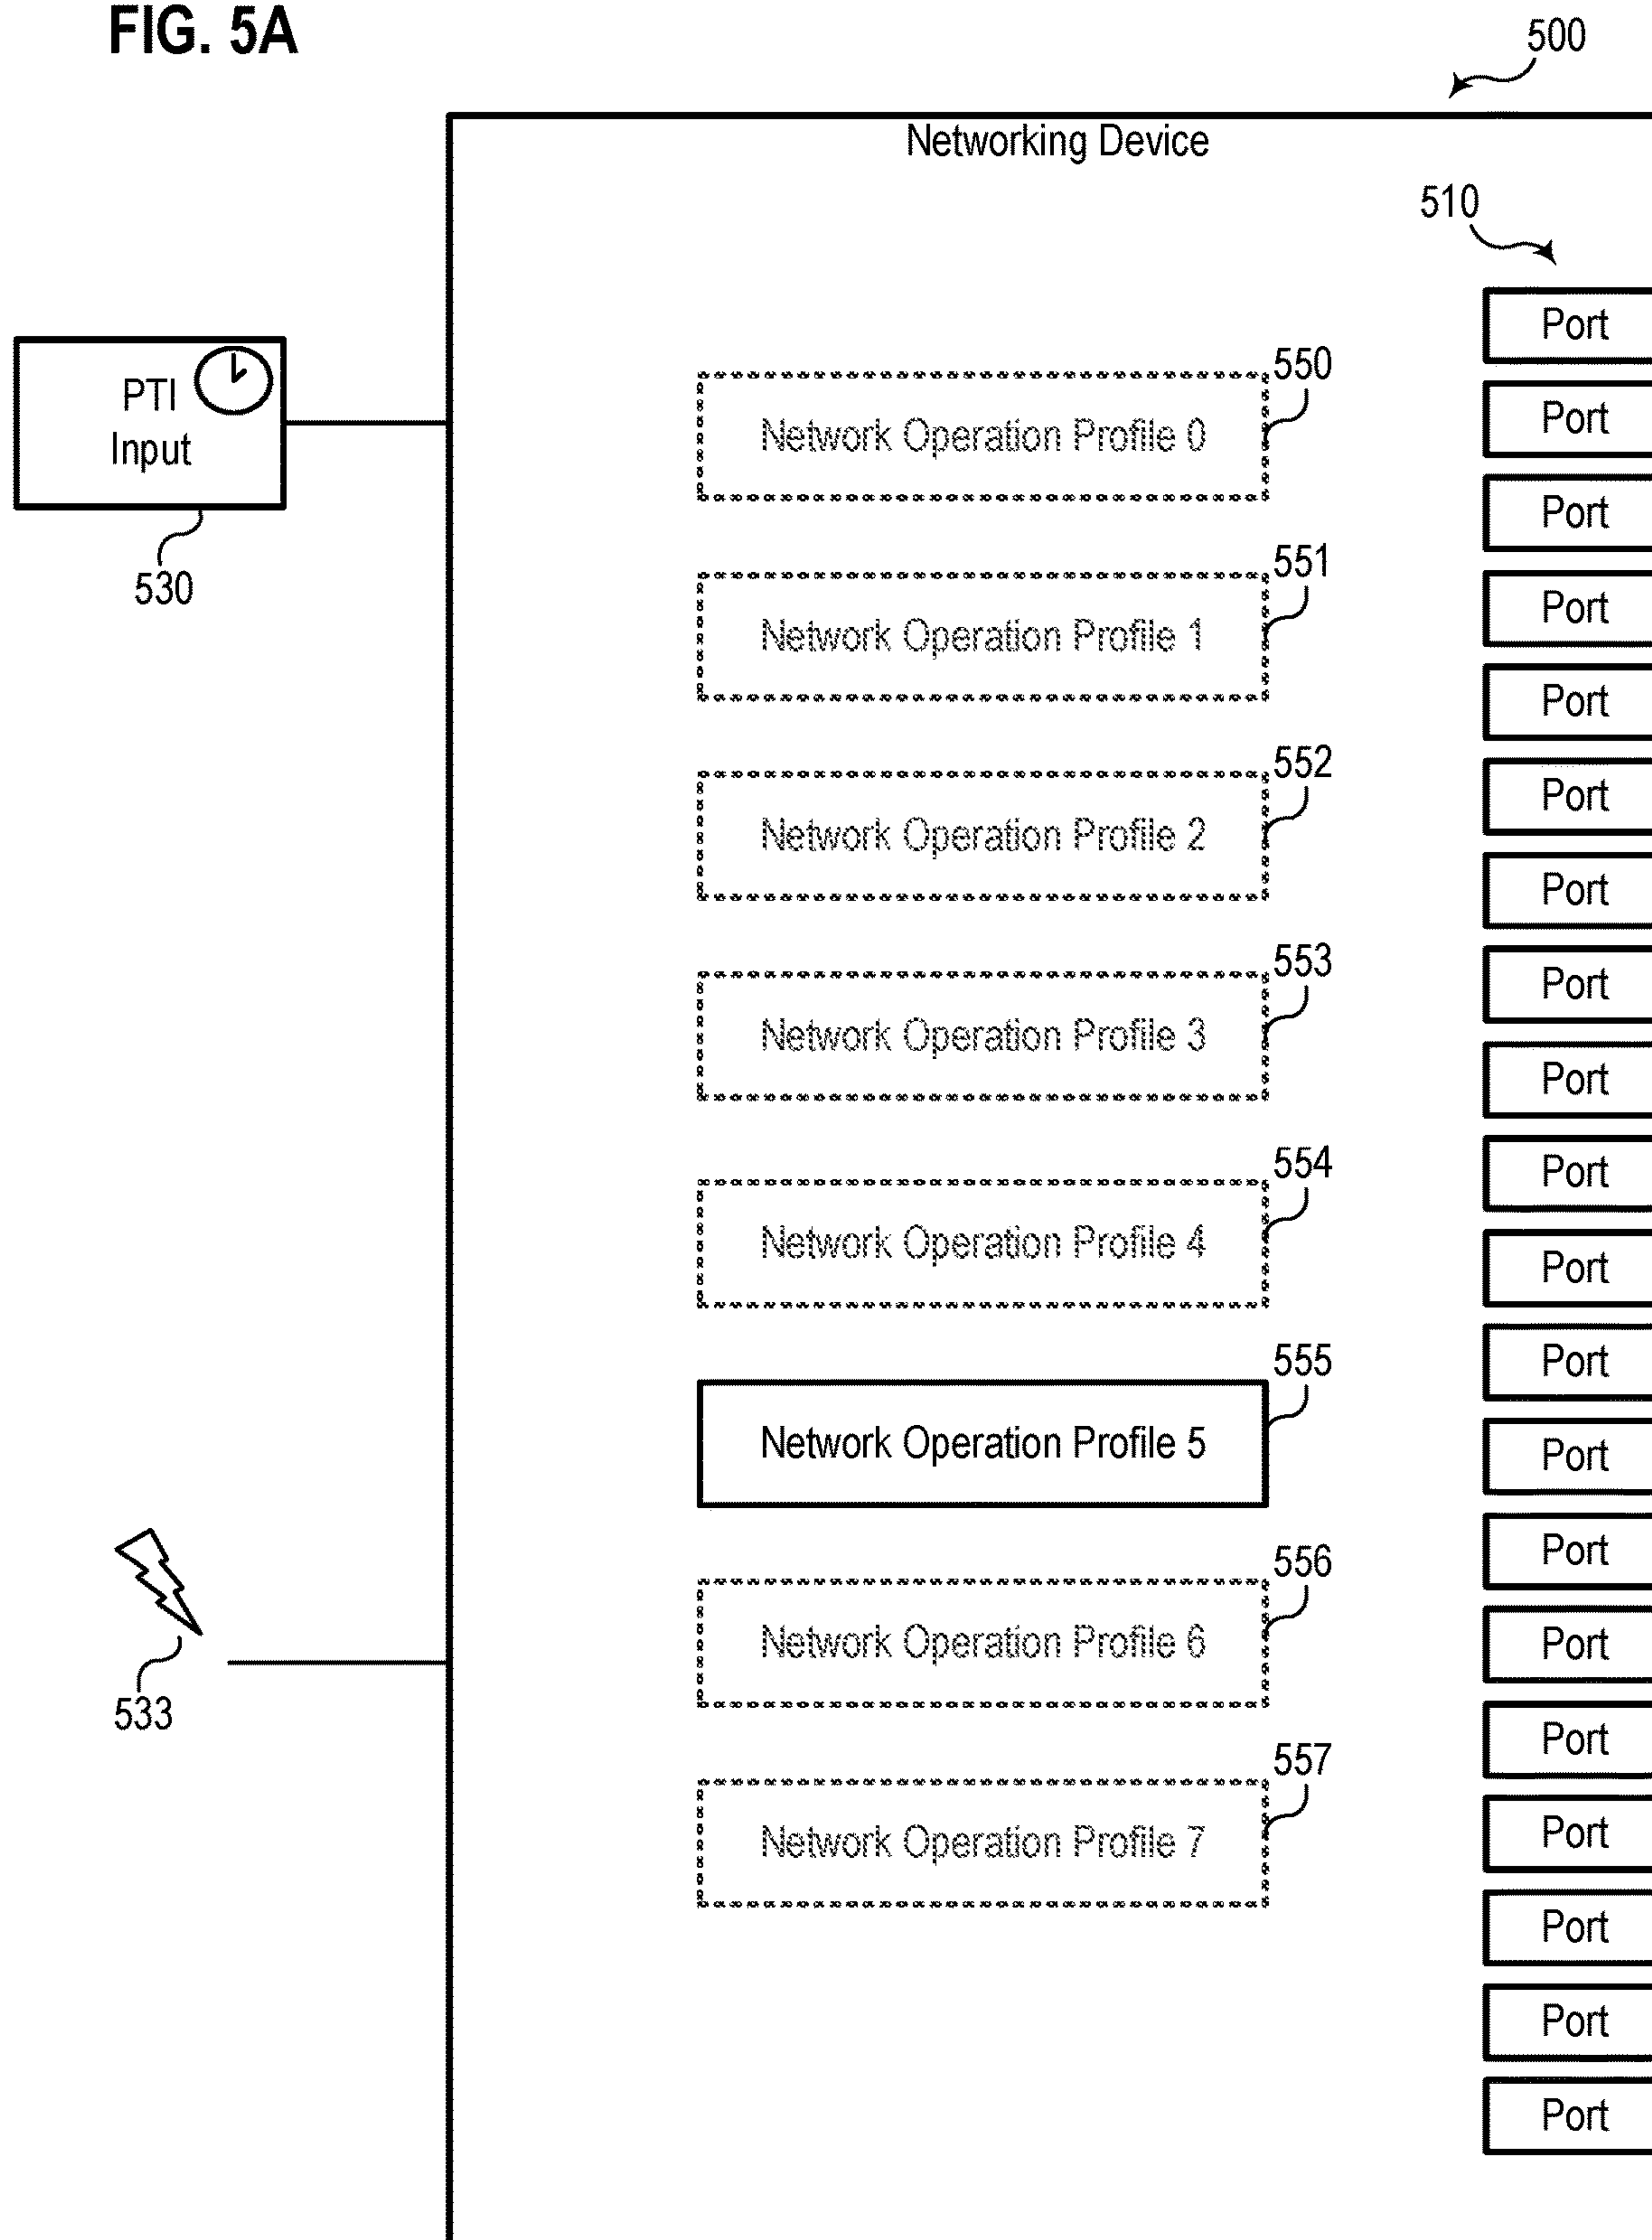 FIG. 5A
500
Networking Device
510
Port
PTI
Input
530
550
Network Operation Profile 0
Port
Port
551
Network Operation Profile 1
Port
Port
552
Network Operation Profile 2
Port
Port
553
Network Operation Profile 3
Port
Port
554
Network Operation Profile 4
Port
Port
555
Network Operation Profile 5
Port
Port
556
Network Operation Profile 6
Port
Port
533
557
Network Operation Profile 7
Port
Port
Port
Port
Port